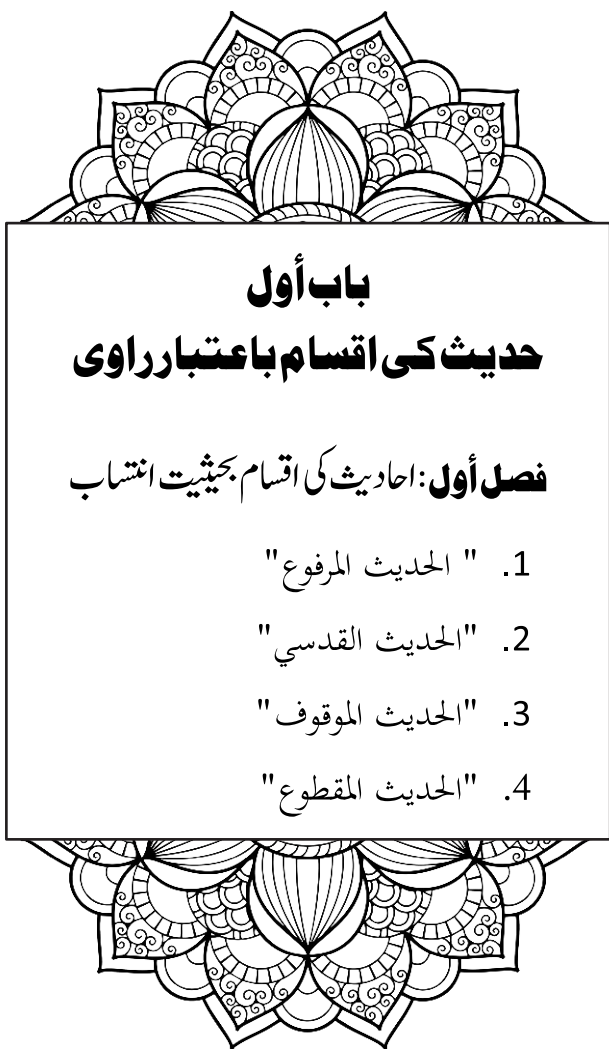 باب أول
حدیث کی اقسام باعتبار راوی
فصل أول: احادیث کی اقسام بحیثیت انتساب
1. " الحديث المرفوع"
2. "الحديث القدسي"
3. "الحديث الموقوف"
4. "الحديث المقطوع"